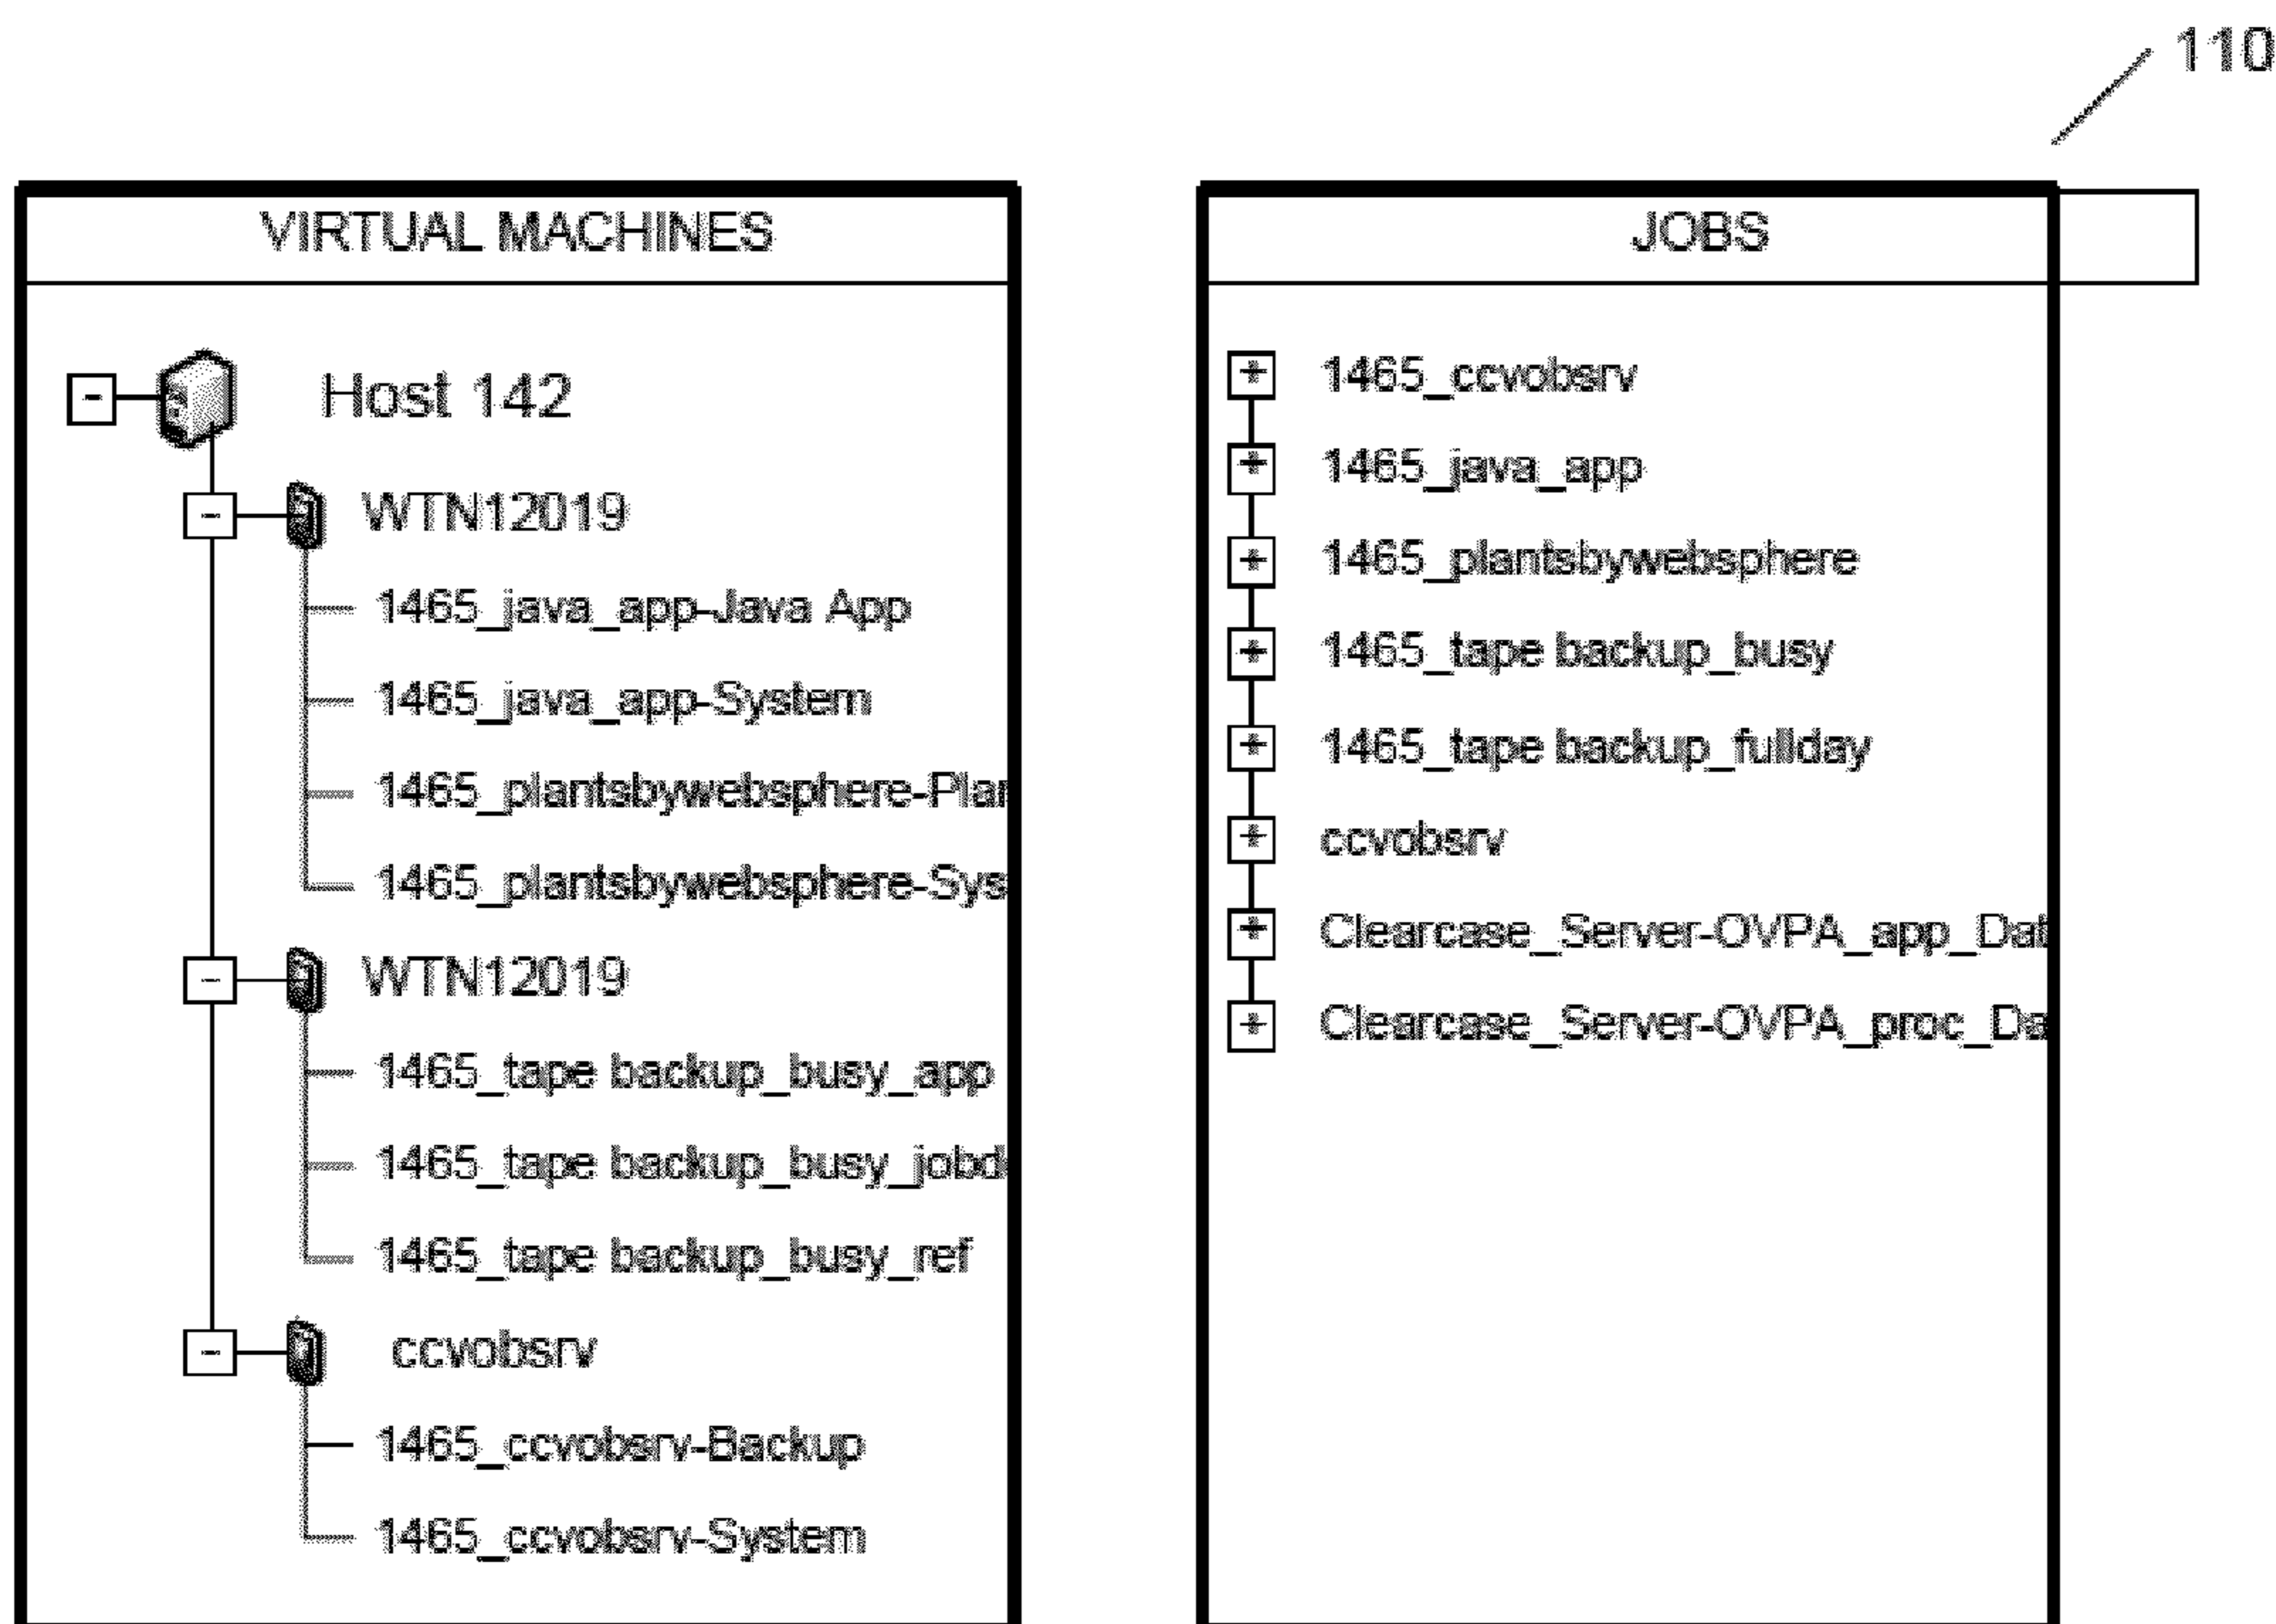 110
VIRTUAL MACHINES
Host 142
WTN12019
1465_java_app-Java App
1465_java_app-System
1465_plantsbywebsphere-Plan
1465_plantsbywebsphere-Sys
WTN12019
1465_tape backup_busy_app
1465_tape backup_busy_jobd
1465_tape backup_busy_ref
ccvobsrv
1465_ccvobsrv-Backup
1465_ccvobsrv-System
JOBS
1465_ccvobsrv
1465_java_app
1465_plantsbywebsphere
1465_tape backup_busy
1465_tape backup_fullday
ccvobsrv
Clearcase_Server-OVPA_app_Dat
Clearcase_Server-OVPA_proc_Da